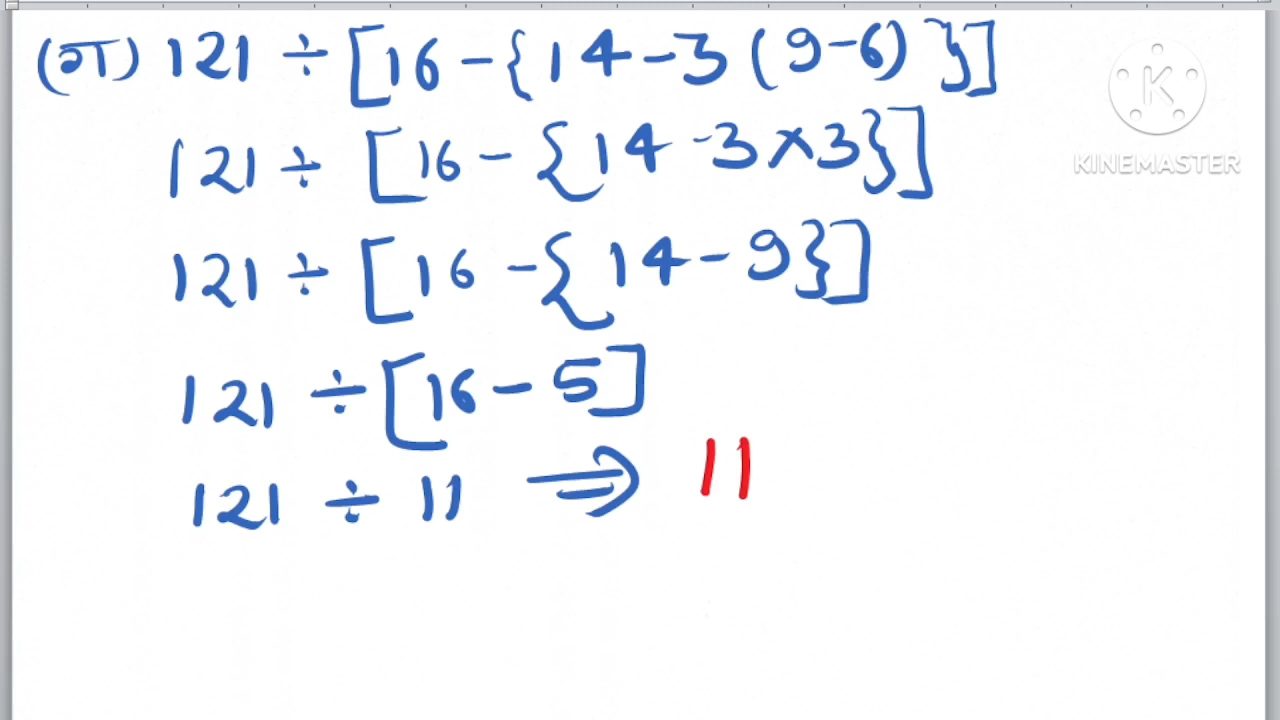 (ग) 121 ÷ [16 - {14 - 3 (9-6) }]
K
KINEMASTER
121 ÷ [16 - {14 - 3×3}]
121 ÷ [16 - {14 - 9}]
121 ÷ [16 - 5]
121 ÷ 11 ⇒ 11